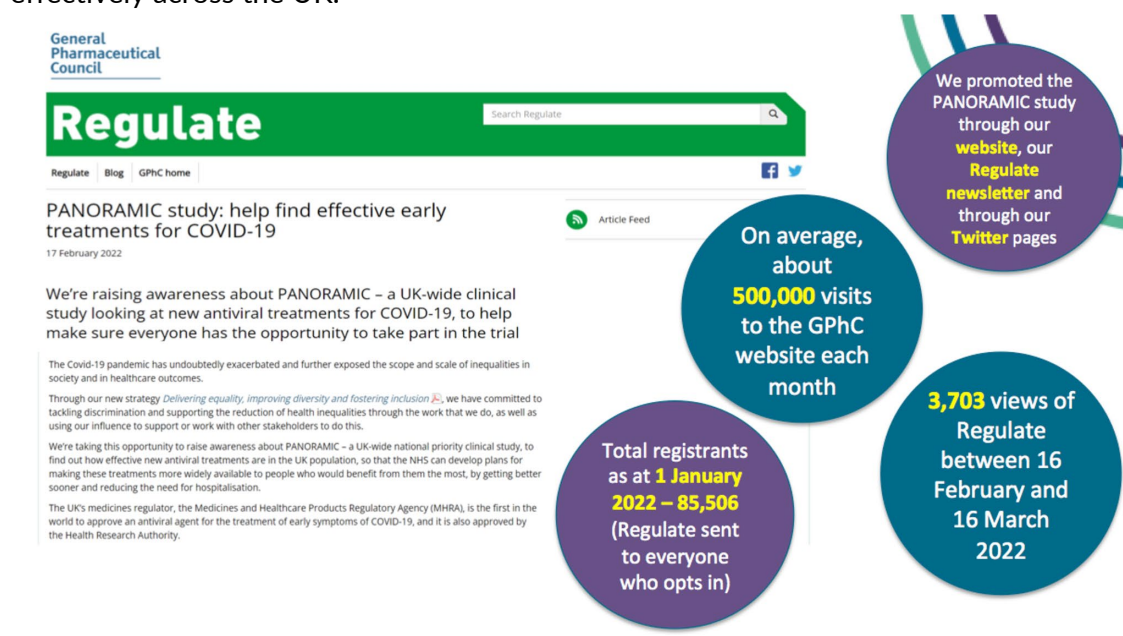 effectively across the UK.
General
Pharmaceutical
Council
Regulate
Search Regulate
Regulate
Blog
GPhC home
PANORAMIC study: help find effective early
treatments for COVID-19
17 February 2022
Article Feed
We're raising awareness about PANORAMIC – a UK-wide clinical
study looking at new antiviral treatments for COVID-19, to help
make sure everyone has the opportunity to take part in the trial
The Covid-19 pandemic has undoubtedly exacerbated and further exposed the scope and scale of inequalities in
society and in healthcare outcomes.
Through our new strategy Delivering equality, improving diversity and fostering inclusion, we have committed to
tackling discrimination and supporting the reduction of health inequalities through the work that we do, as well as
using our influence to support or work with other stakeholders to do this.
We're taking this opportunity to raise awareness about PANORAMIC – a UK-wide national priority clinical study, to
find out how effective new antiviral treatments are in the UK population, so that the NHS can develop plans for
making these treatments more widely available to people who would benefit from them the most, by getting better
sooner and reducing the need for hospitalisation.
The UK's medicines regulator, the Medicines and Healthcare Products Regulatory Agency (MHRA), is the first in the
world to approve an antiviral agent for the treatment of early symptoms of COVID-19, and it is also approved by
the Health Research Authority.
We promoted the
PANORAMIC study
through our
website, our
Regulate
newsletter and
through our
Twitter pages
On average,
about
500,000 visits
to the GPhC
website each
month
Total registrants
as at 1 January
2022 – 85,506
(Regulate sent
to everyone
who opts in)
3,703 views of
Regulate
between 16
February and
16 March
2022